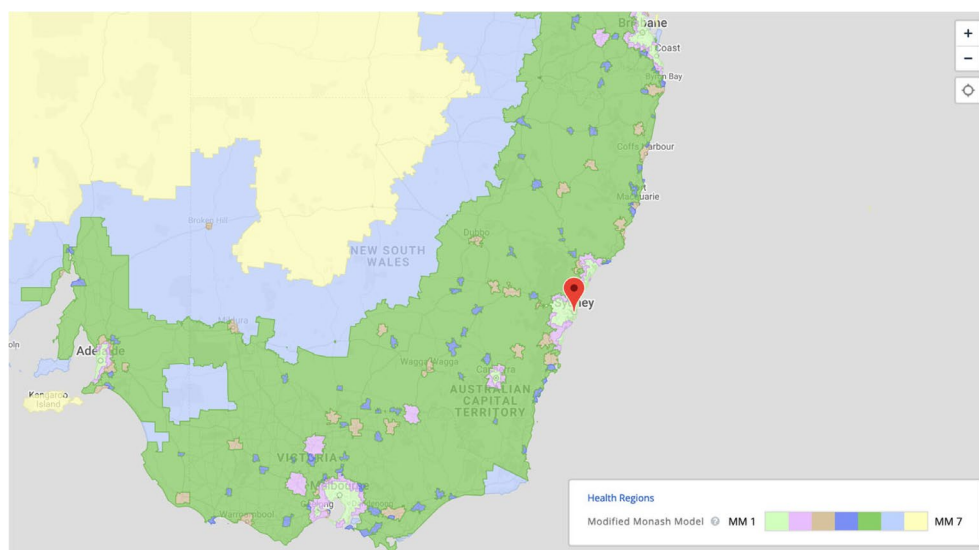 Brisbane
Coast
Byron Bay
Coffs Harbour
Macquarie
Broken Hill
Dubbo
NEW SOUTH
WALES
Sydney
Mildura
Adelaide
Wagga Wagga
Canberra
AUSTRALIAN
CAPITAL
TERRITORY
Kangaroo
Island
VICTORIA
Melbourne
Geelong
Warrnambool
+
−
Health Regions
Modified Monash Model ? MM 1 MM 7